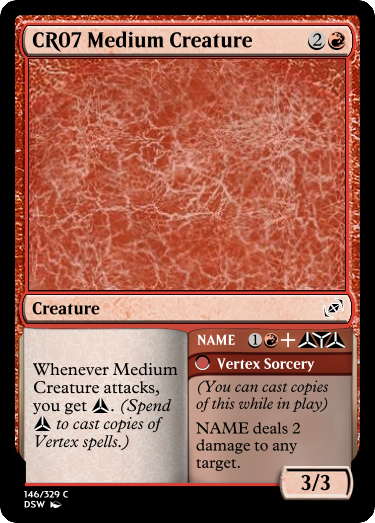 CR07 Medium Creature 2
Creature
Whenever Medium
Creature attacks,
you get . (Spend
to cast copies of
Vertex spells.)
NAME 1 +
Vertex Sorcery
(You can cast copies
of this while in play)
NAME deals 2
damage to any
target.
3/3
146/329 C
DSW